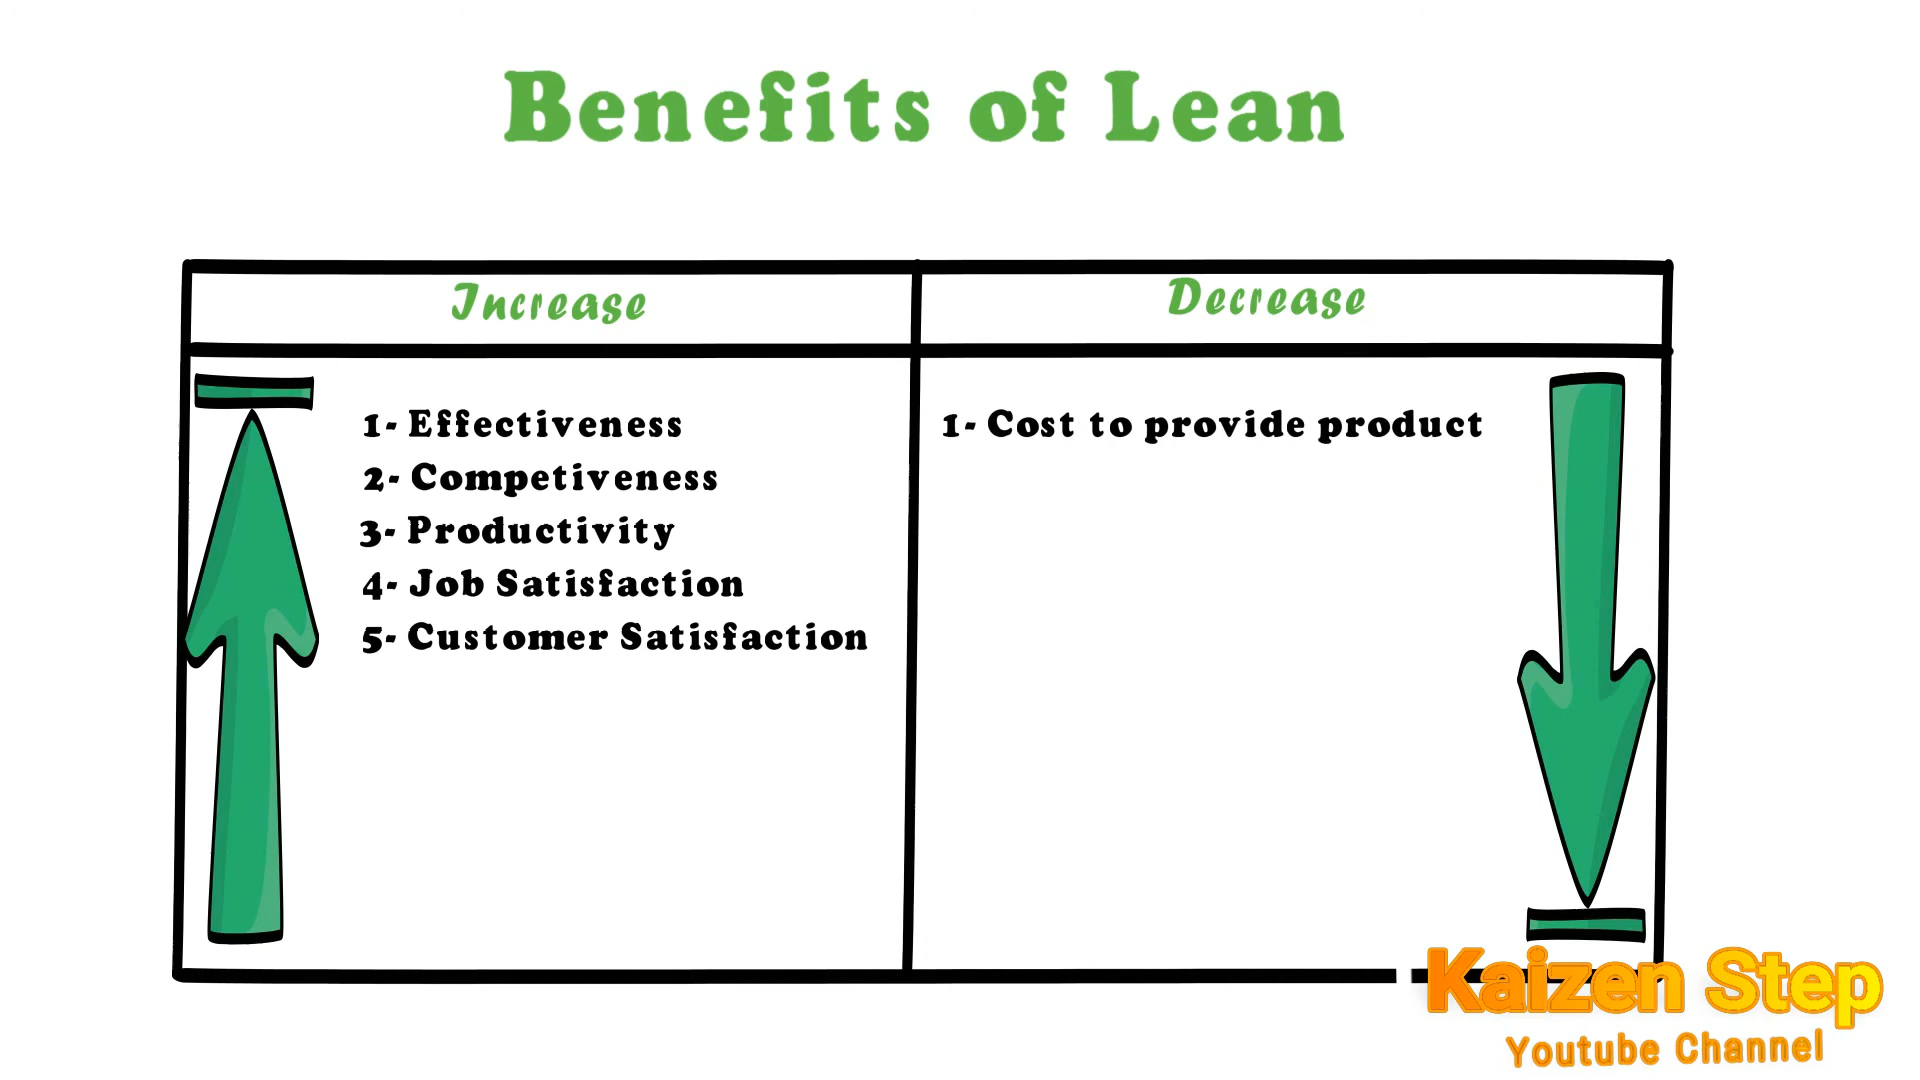 Benefits of Lean
Increase
Decrease
1- Effectiveness
2- Competiveness
3- Productivity
4- Job Satisfaction
5- Customer Satisfaction
1- Cost to provide product
Kaizen Step
Youtube Channel